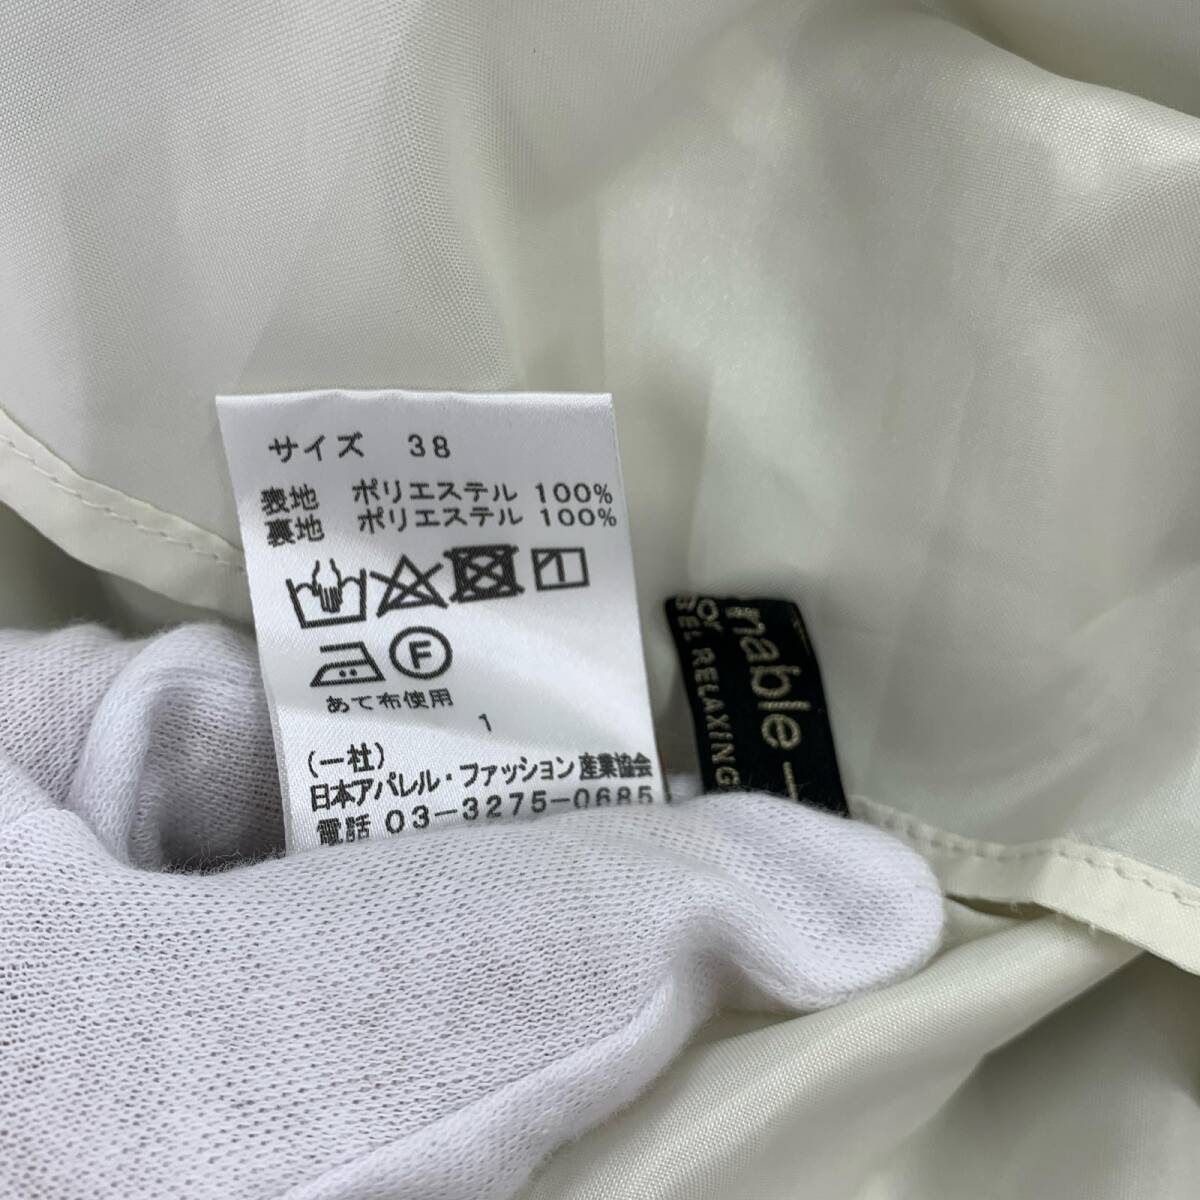 サイズ 38
表地 ポリエステル 100%
裏地 ポリエステル 100%
F
あて布使用
1
(一社)
日本アパレル・ファッション産業協会
電話 03-3275-0685
nable
RELAXING